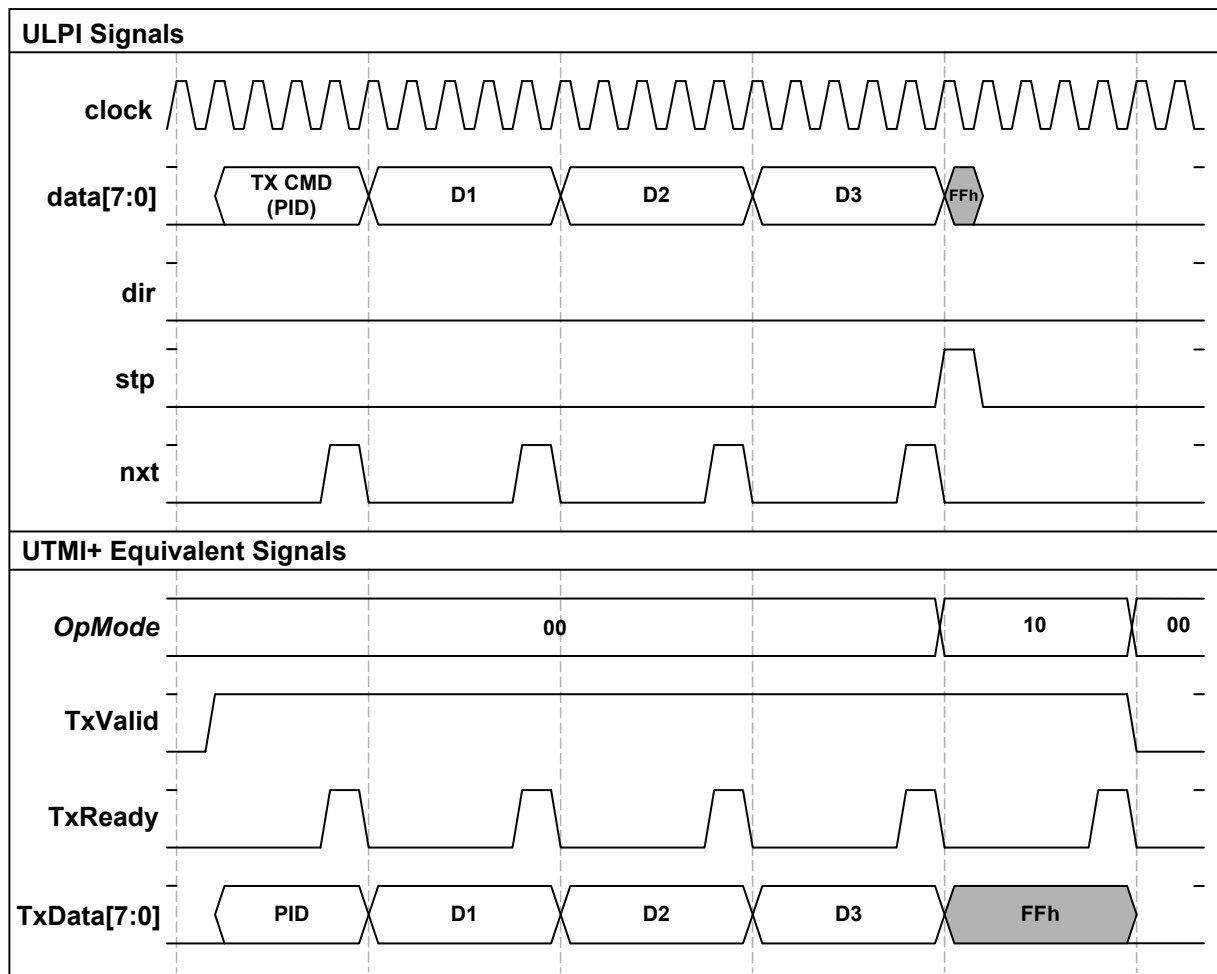 ULPI Signals
clock
data[7:0]
TX CMD
(PID)
D1
D2
D3
FFh
dir
stp
nxt
UTMI+ Equivalent Signals
OpMode
00
10
00
TxValid
TxReady
TxData[7:0]
PID
D1
D2
D3
FFh